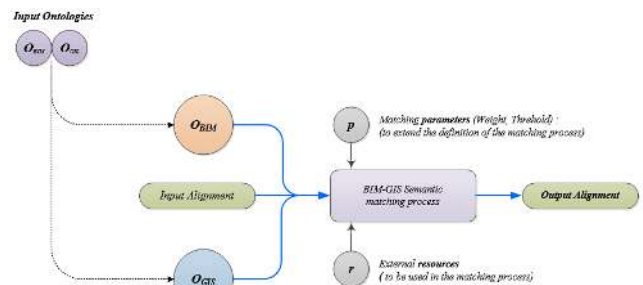 Input Ontologies
O_BIM O_GIS
O_BIM
p
Matching parameters (Weight, Threshold) :
(to extend the definition of the matching process)
Input Alignment
BIM-GIS Semantic
matching process
Output Alignment
O_GIS
r
External resources
( to be used in the matching process)